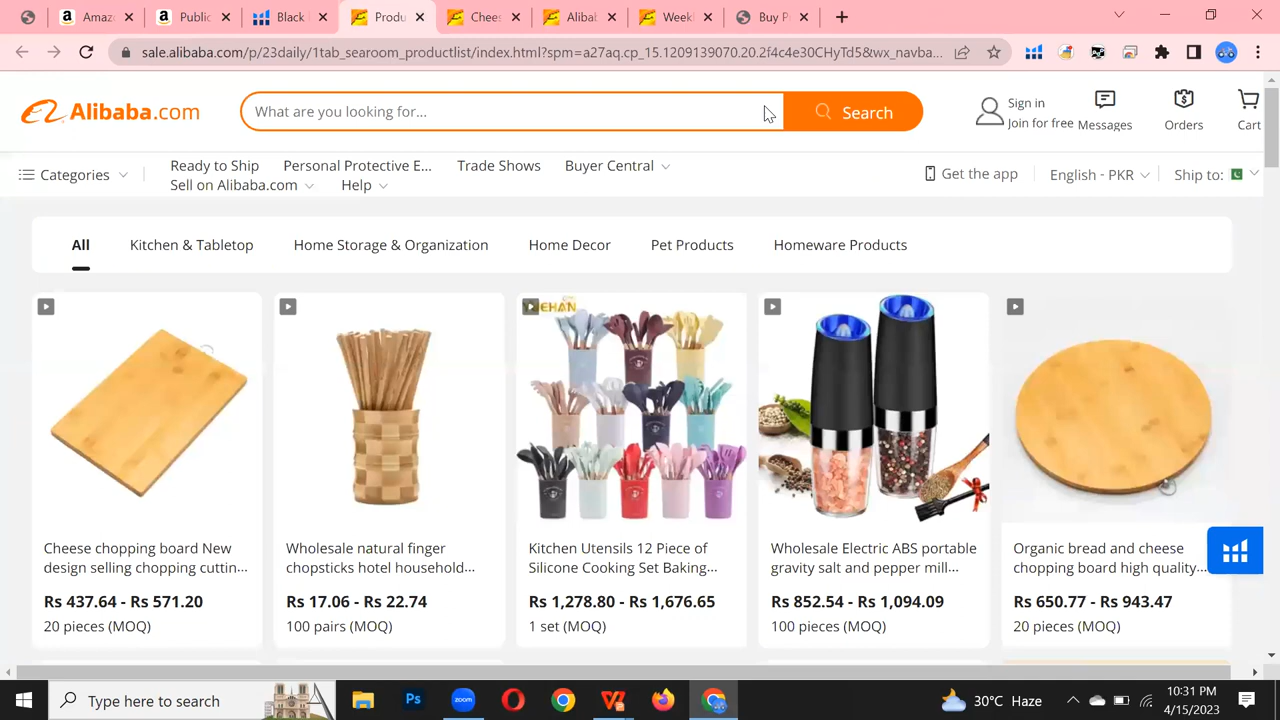 Amaz
Public
Black
Produ
Chees
Alibab
Weekl
Buy P
sale.alibaba.com/p/23daily/1tab_searoom_productlist/index.html?spm=a27aq.cp_15.1209139070.20.2f4c4e30CHyTd5&wx_navba...
Alibaba.com
What are you looking for...
Search
Sign in
Join for free
Messages
Orders
Cart
Categories
Ready to Ship
Personal Protective E...
Trade Shows
Buyer Central
Sell on Alibaba.com
Help
Get the app
English - PKR
Ship to:
All
Kitchen & Tabletop
Home Storage & Organization
Home Decor
Pet Products
Homeware Products
Cheese chopping board New
design selling chopping cuttin...
Rs 437.64 - Rs 571.20
20 pieces (MOQ)
Wholesale natural finger
chopsticks hotel household...
Rs 17.06 - Rs 22.74
100 pairs (MOQ)
Kitchen Utensils 12 Piece of
Silicone Cooking Set Baking...
Rs 1,278.80 - Rs 1,676.65
1 set (MOQ)
Wholesale Electric ABS portable
gravity salt and pepper mill...
Rs 852.54 - Rs 1,094.09
100 pieces (MOQ)
Organic bread and cheese
chopping board high quality...
Rs 650.77 - Rs 943.47
20 pieces (MOQ)
Type here to search
Ps
zoom
30°C Haze
10:31 PM
4/15/2023